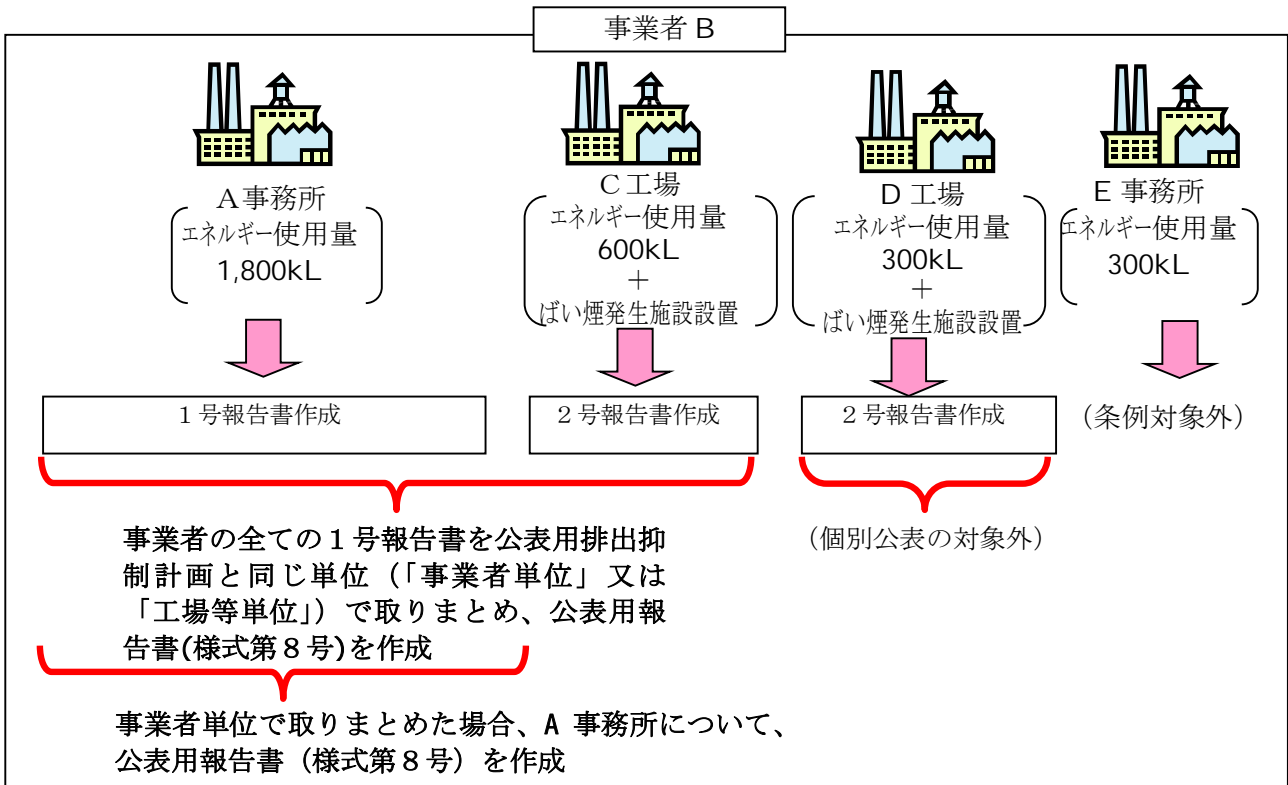 事業者 B
A事務所
エネルギー使用量
1,800kL
C工場
エネルギー使用量
600kL
+
ばい煙発生施設設置
D 工場
エネルギー使用量
300kL
+
ばい煙発生施設設置
E 事務所
エネルギー使用量
300kL
1号報告書作成
2号報告書作成
2号報告書作成
(条例対象外)
事業者の全ての1号報告書を公表用排出抑
制計画と同じ単位(「事業者単位」又は
「工場等単位」)で取りまとめ、公表用報
告書(様式第8号)を作成
(個別公表の対象外)
事業者単位で取りまとめた場合、A 事務所について、
公表用報告書(様式第8号)を作成